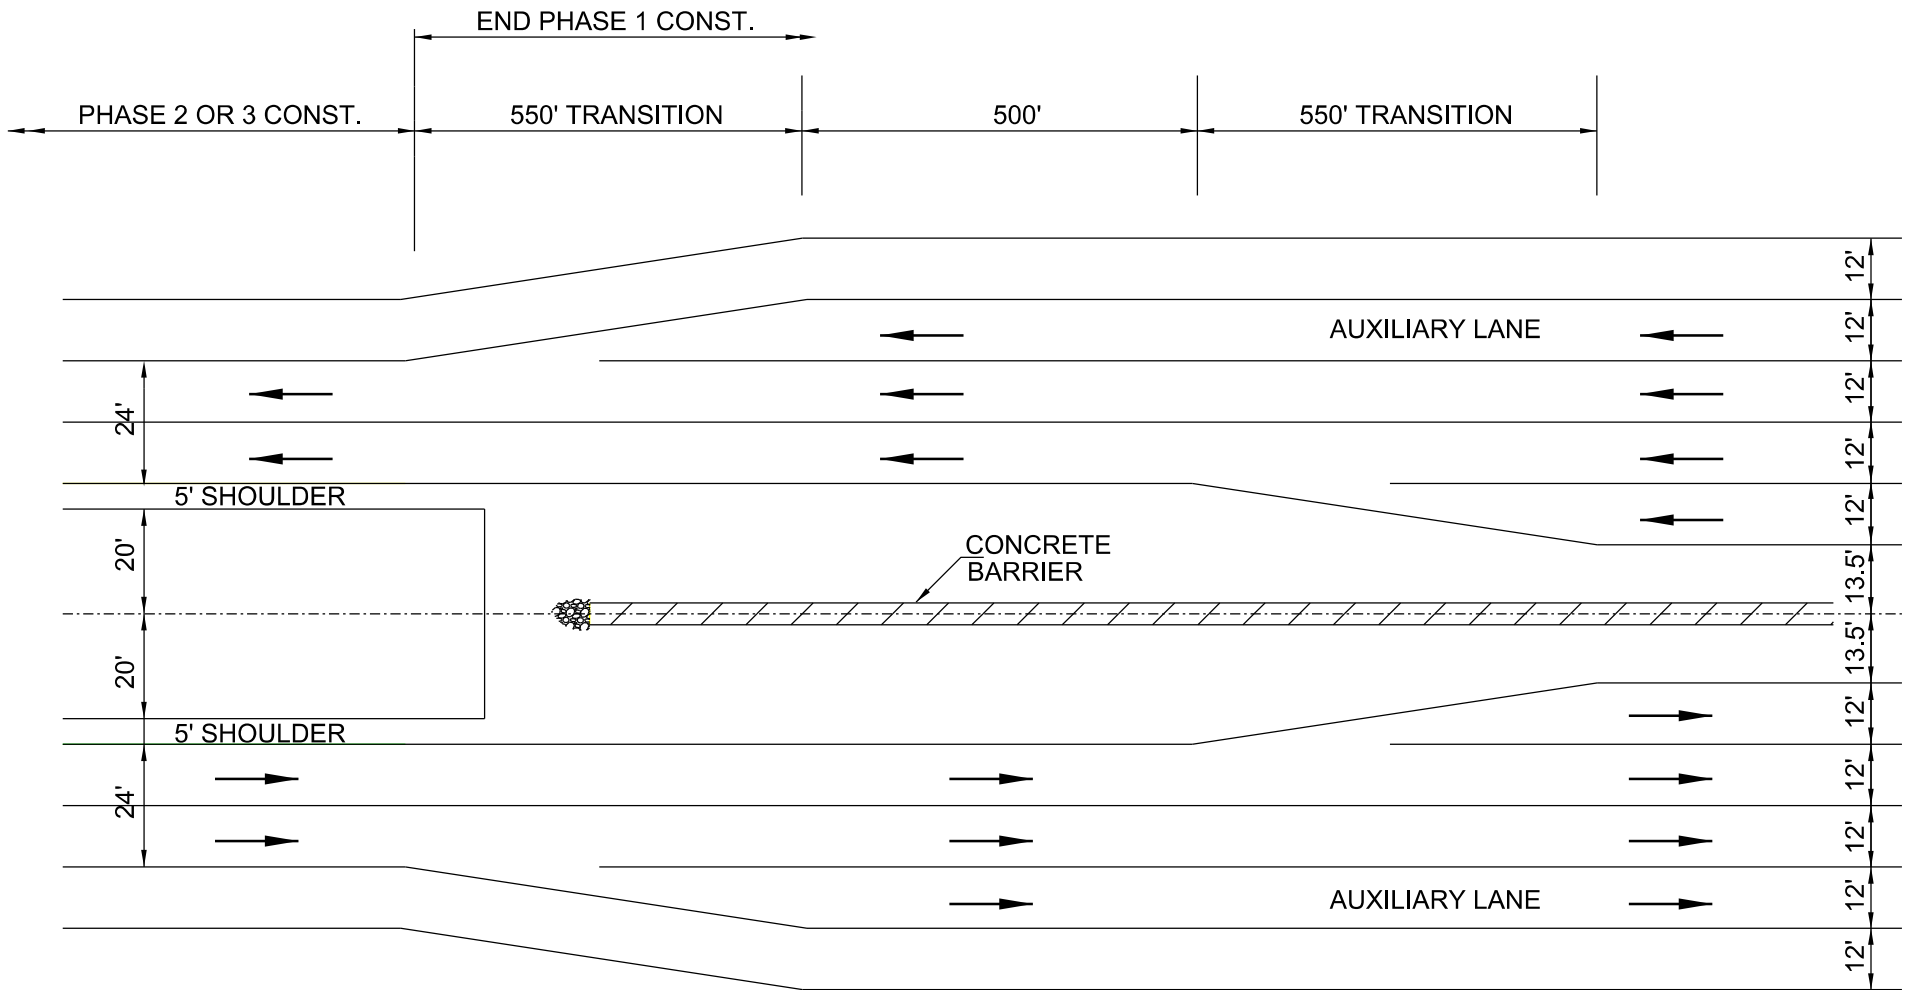 END PHASE 1 CONST.
PHASE 2 OR 3 CONST.
550' TRANSITION
500'
550' TRANSITION
12'
AUXILIARY LANE
12'
12'
24'
12'
5' SHOULDER
12'
20'
CONCRETE
BARRIER
13.5'
13.5'
20'
12'
5' SHOULDER
12'
24'
12'
AUXILIARY LANE
12'
12'